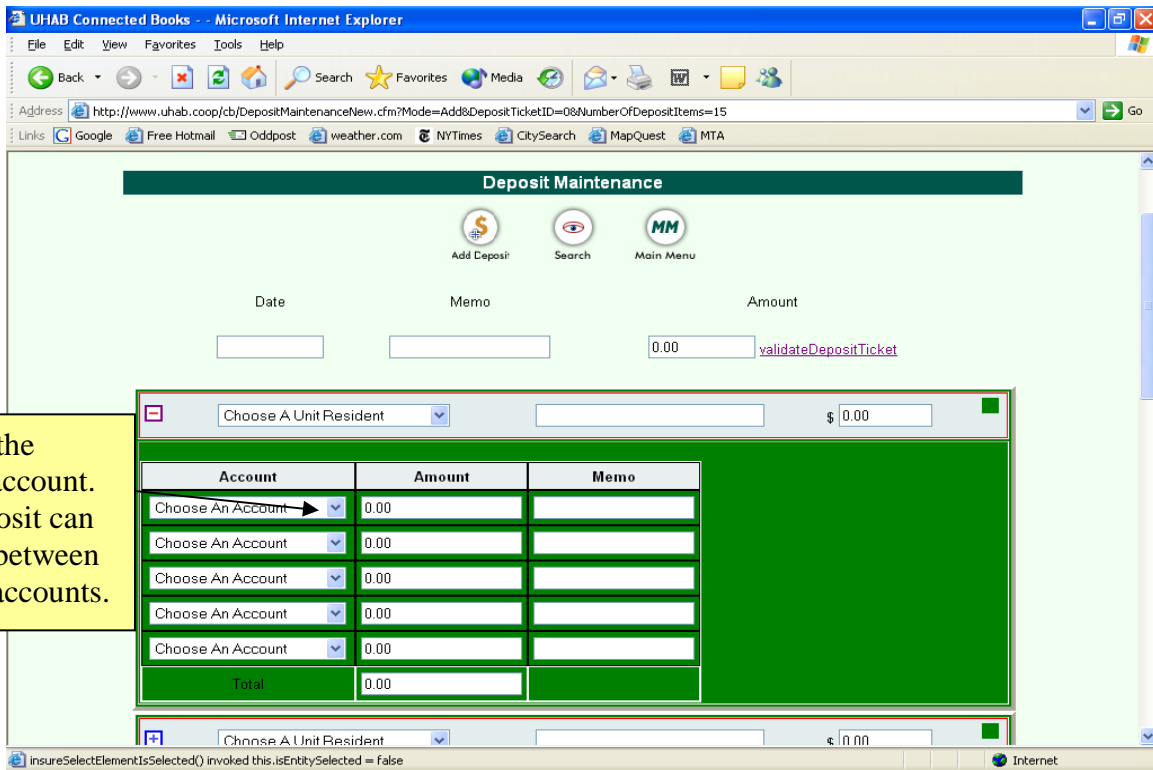 UHAB Connected Books - - Microsoft Internet Explorer
File Edit View Favorites Tools Help
Back Search Favorites Media
Address http://www.uhab.coop/cb/DepositMaintenanceNew.cfm?Mode=Add&DepositTicketID=0&NumberOfDepositItems=15 Go
Links Google Free Hotmail Oddpost weather.com NYTimes CitySearch MapQuest MTA
Deposit Maintenance
$ MM
Add Deposit Search Main Menu
Date Memo Amount
0.00 validateDepositTicket
Choose A Unit Resident $ 0.00
the
account.
osit can
between
accounts.
Account Amount Memo
Choose An Account 0.00
Choose An Account 0.00
Choose An Account 0.00
Choose An Account 0.00
Choose An Account 0.00
Total 0.00
Choose A Unit Resident $ 0.00
insureSelectElementIsSelected() invoked this.isEntitySelected = false Internet